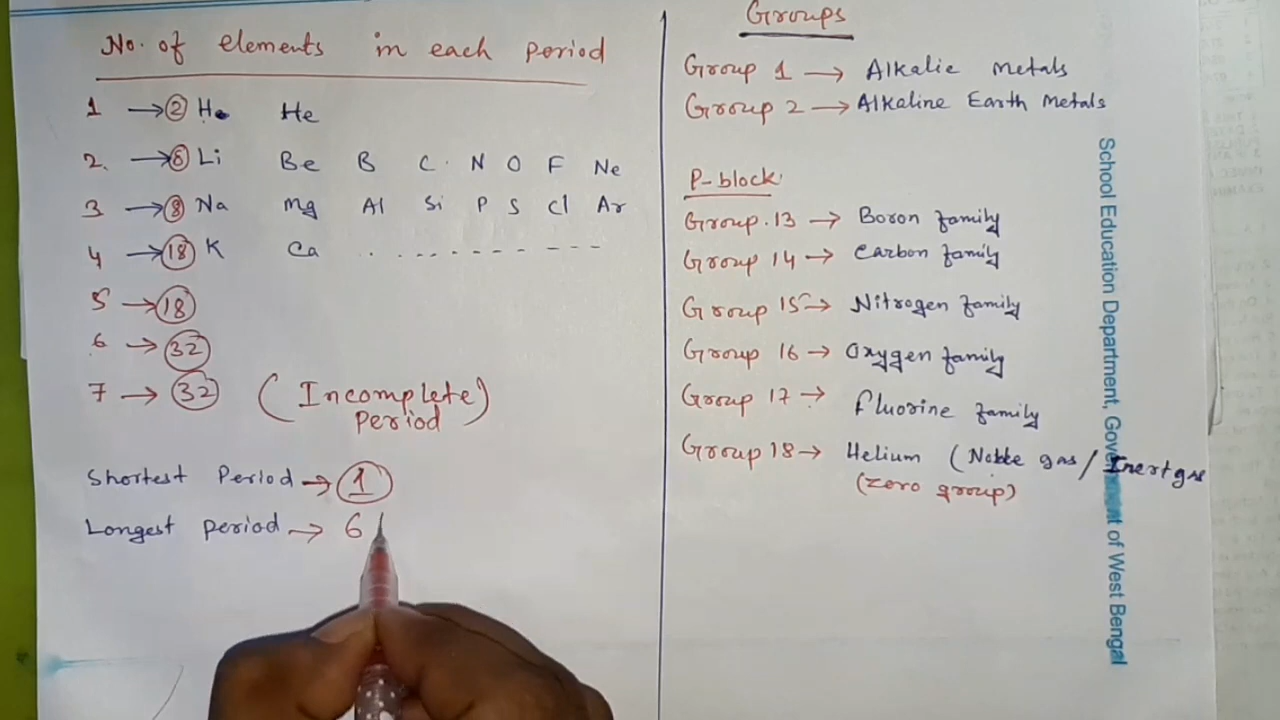 No. of elements in each period
1 → 2 He He
2. → 8 Li Be B C N O F Ne
3 → 8 Na Mg Al Si P S Cl Ar
4 → 18 K Ca . . . - - - - - - - -
5 → 18
6 → 32
7 → 32 (Incomplete Period)
Shortest Period → 1
Longest period → 6
Groups
Group 1 → Alkalie Metals
Group 2 → Alkaline Earth Metals
P-block
Group.13 → Boron family
Group 14 → Carbon family
Group 15 → Nitrogen family
Group 16 → Oxygen family
Group 17 → Fluorine family
Group 18 → Helium (Noble gas/Inert gas
(Zero group)
School Education Department, Government of West Bengal